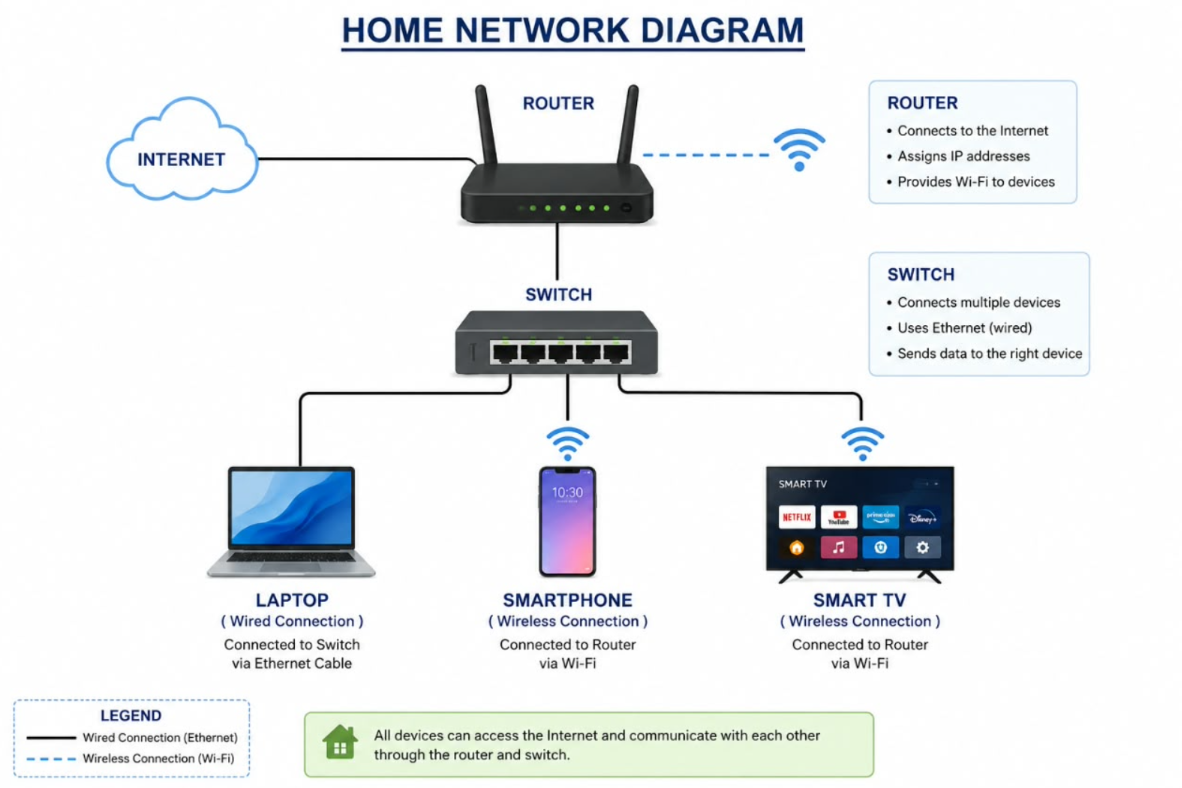 HOME NETWORK DIAGRAM
ROUTER
INTERNET
ROUTER
• Connects to the Internet
• Assigns IP addresses
• Provides Wi-Fi to devices
SWITCH
SWITCH
• Connects multiple devices
• Uses Ethernet (wired)
• Sends data to the right device
10:30
SMART TV
NETFLIX
YouTube
prime video
Disney+
LAPTOP
( Wired Connection )
Connected to Switch
via Ethernet Cable
SMARTPHONE
( Wireless Connection )
Connected to Router
via Wi-Fi
SMART TV
( Wireless Connection )
Connected to Router
via Wi-Fi
LEGEND
Wired Connection (Ethernet)
Wireless Connection (Wi-Fi)
All devices can access the Internet and communicate with each other
through the router and switch.